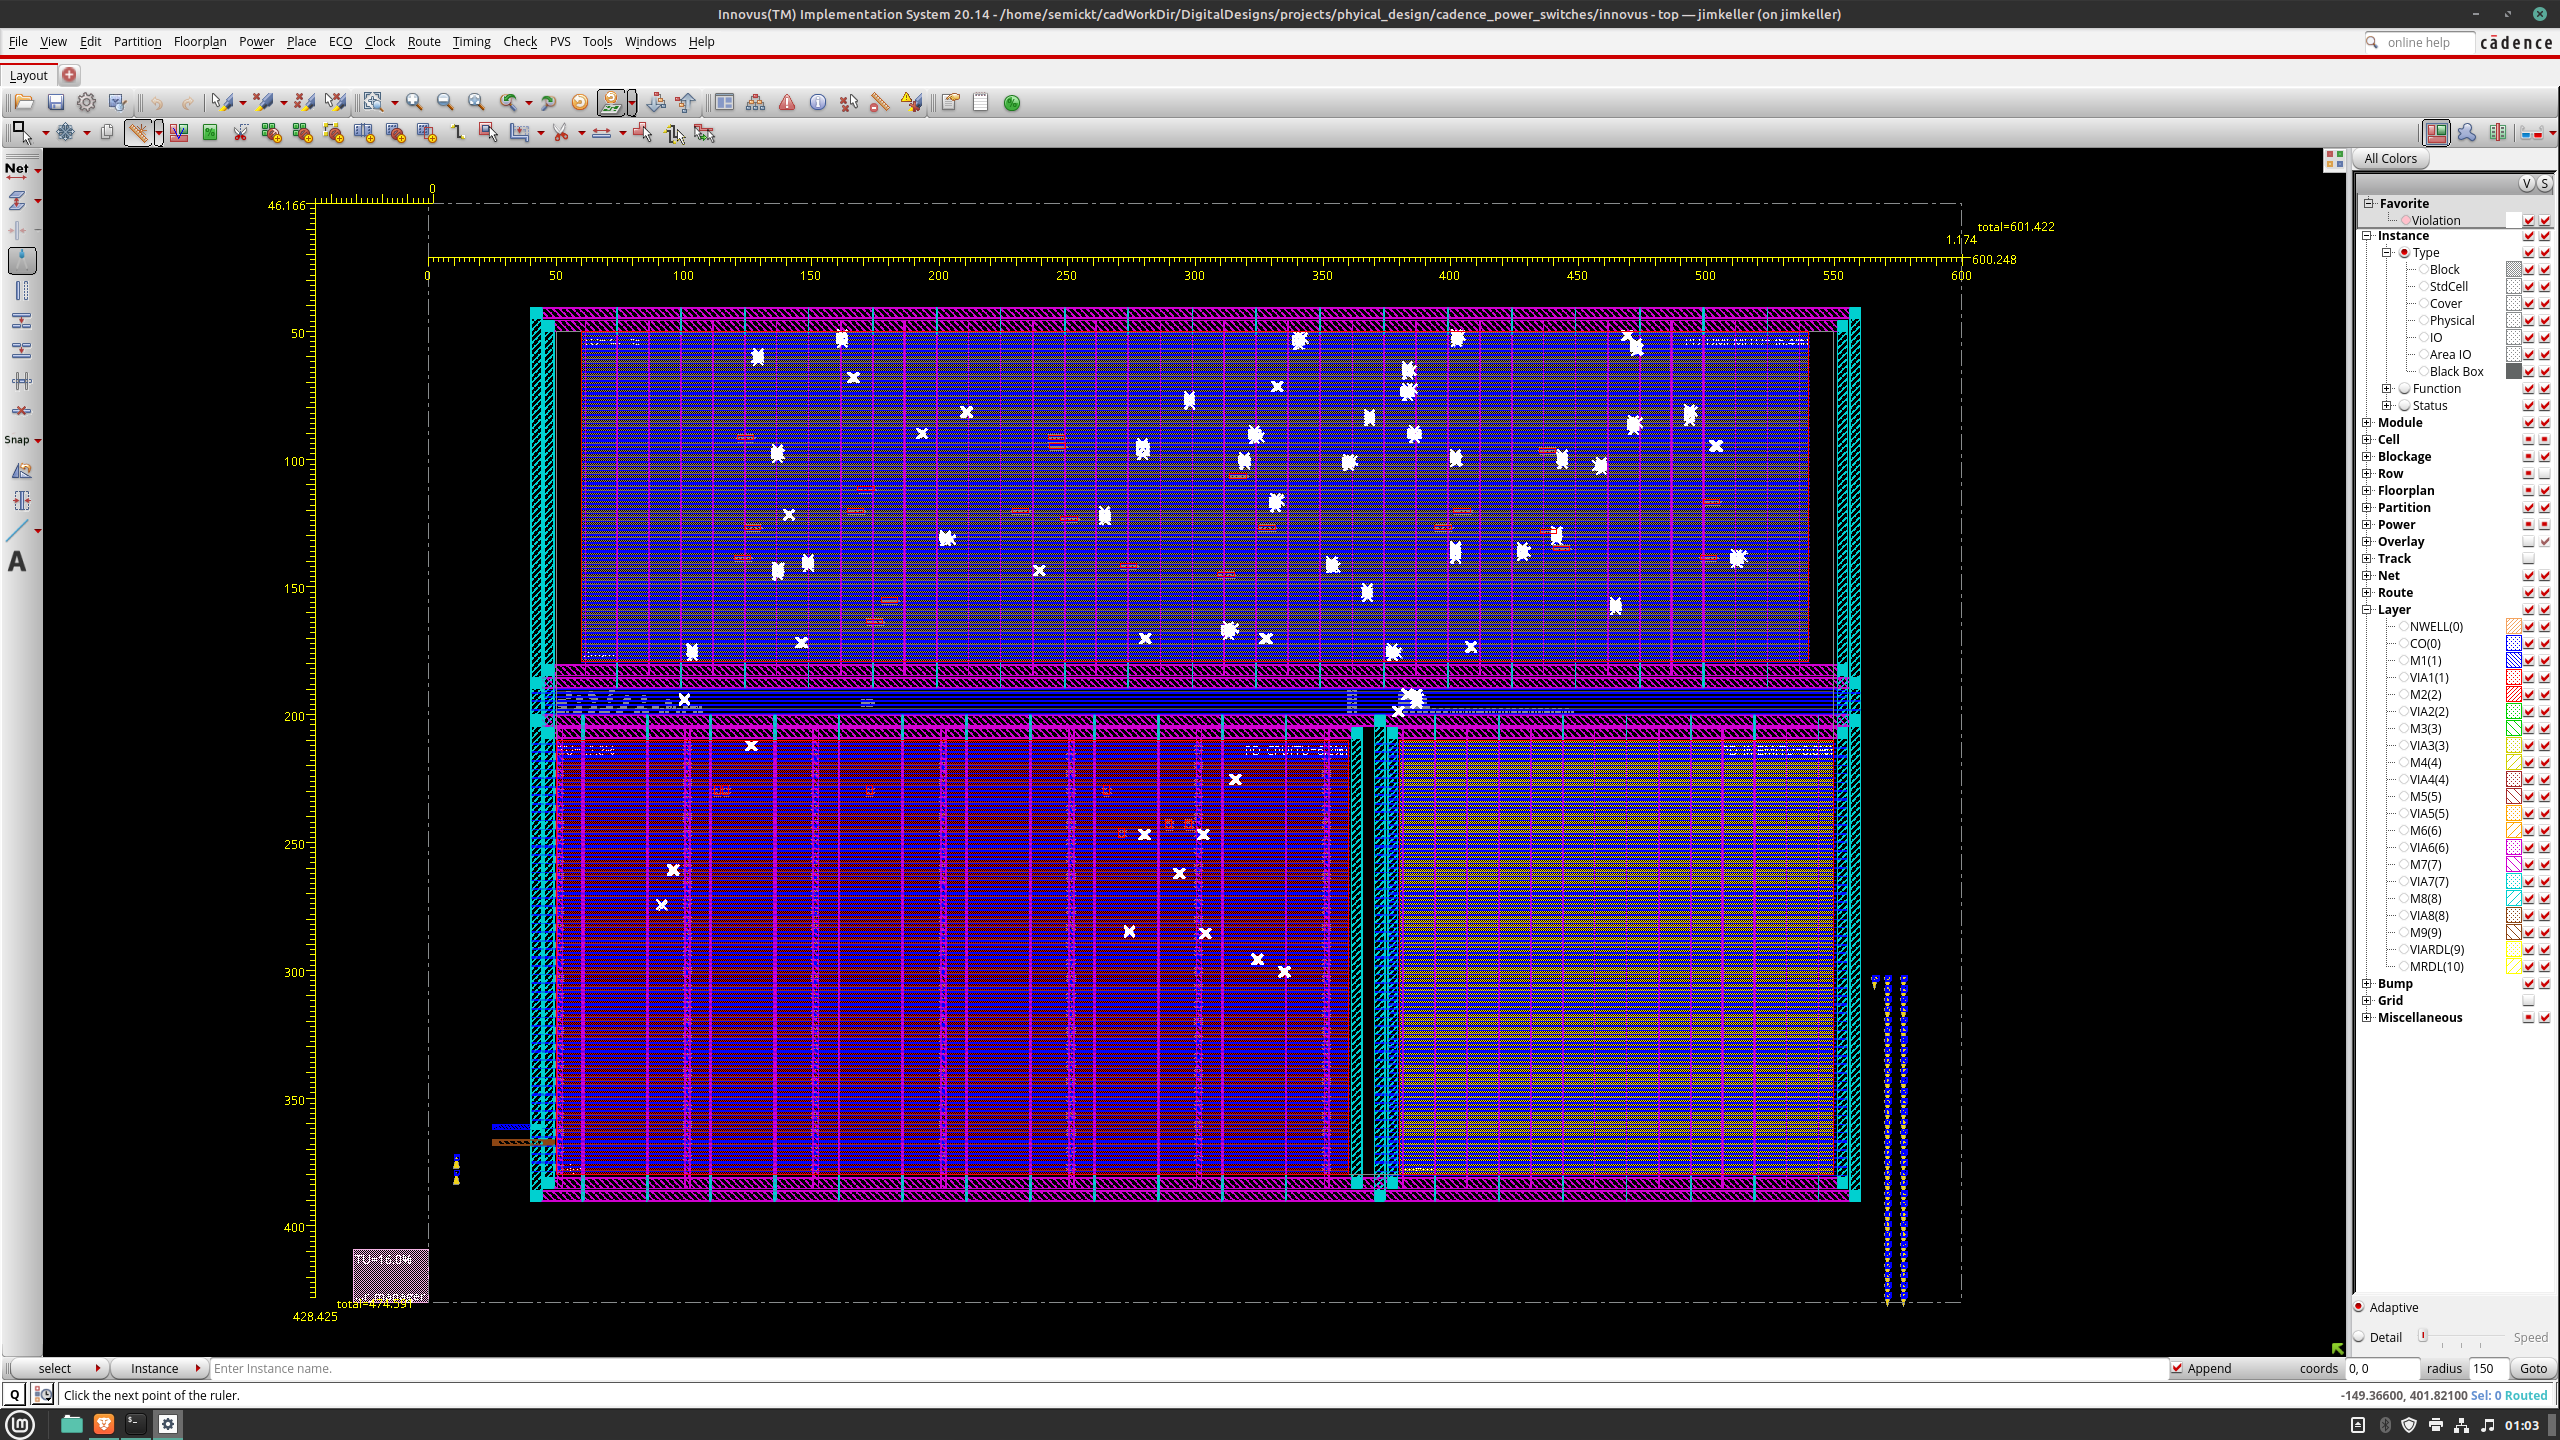 Innovus(TM) Implementation System 20.14 - /home/semickt/cadWorkDir/DigitalDesigns/projects/phyical_design/cadence_power_switches/innovus - top — jimkeller (on jimkeller)
File View Edit Partition Floorplan Power Place ECO Clock Route Timing Check PVS Tools Windows Help
online help
cādence
Layout
Net
Snap
A
0
46.166
total=601.422
1.174
600.248
0 50 100 150 200 250 300 350 400 450 500 550 600
50
100
150
200
250
300
350
400
TU=16.0%
total=474.591
428.425
All Colors
V S
Favorite
Violation
Instance
Type
Block
StdCell
Cover
Physical
IO
Area IO
Black Box
Function
Status
Module
Cell
Blockage
Row
Floorplan
Partition
Power
Overlay
Track
Net
Route
Layer
NWELL(0)
CO(0)
M1(1)
VIA1(1)
M2(2)
VIA2(2)
M3(3)
VIA3(3)
M4(4)
VIA4(4)
M5(5)
VIA5(5)
M6(6)
VIA6(6)
M7(7)
VIA7(7)
M8(8)
VIA8(8)
M9(9)
VIARDL(9)
MRDL(10)
Bump
Grid
Miscellaneous
Adaptive
Detail Speed
select Instance Enter Instance name. Append coords 0, 0 radius 150 Goto
Q Click the next point of the ruler. -149.36600, 401.82100 Sel: 0 Routed
01:03